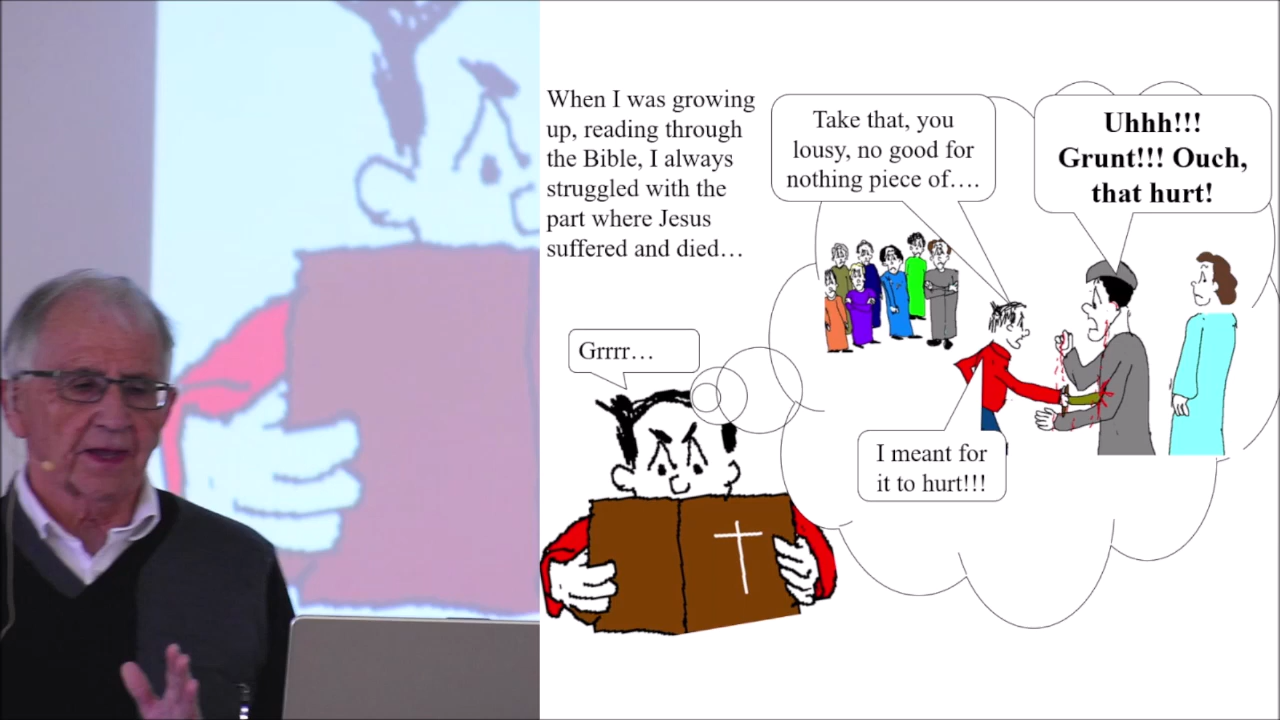 When I was growing
up, reading through
the Bible, I always
struggled with the
part where Jesus
suffered and died…
Take that, you
lousy, no good for
nothing piece of….
Uhhh!!!
Grunt!!! Ouch,
that hurt!
Grrrr…
I meant for
it to hurt!!!